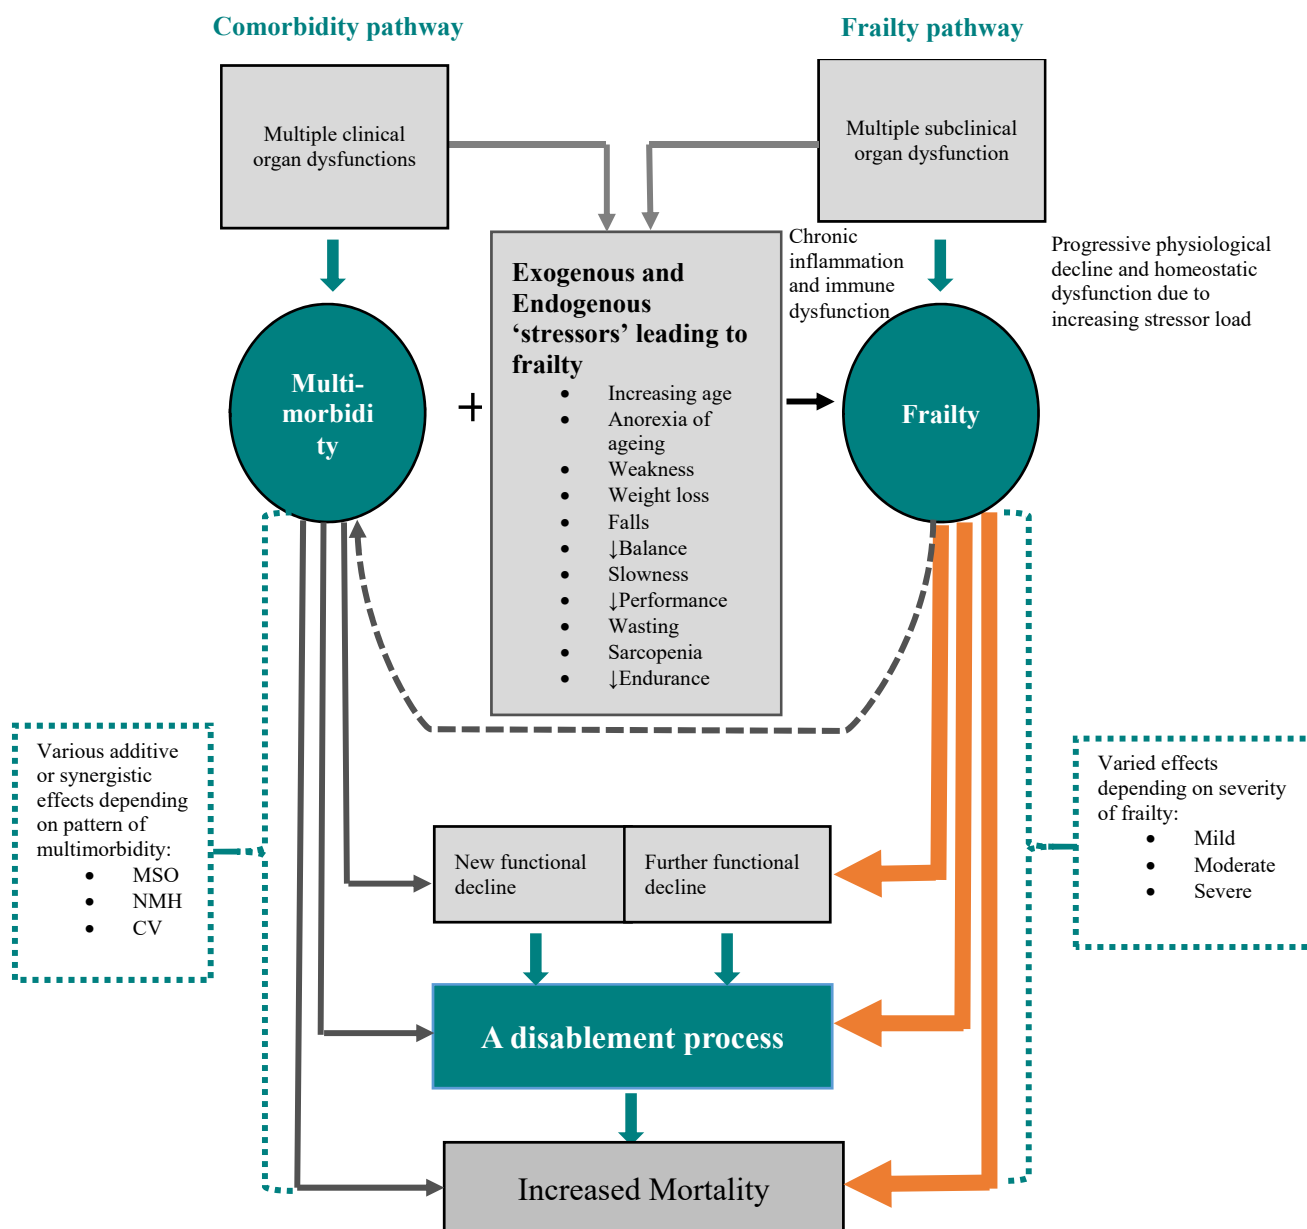 Comorbidity pathway
Frailty pathway
Multiple clinical
organ dysfunctions
Multiple subclinical
organ dysfunction
Chronic
inflammation
and immune
dysfunction
Progressive physiological
decline and homeostatic
dysfunction due to
increasing stressor load
Exogenous and
Endogenous
‘stressors’ leading to
frailty
• Increasing age
• Anorexia of
ageing
• Weakness
• Weight loss
• Falls
• ↓Balance
• Slowness
• ↓Performance
• Wasting
• Sarcopenia
• ↓Endurance
Multi-
morbidi
ty
+
Frailty
Various additive
or synergistic
effects depending
on pattern of
multimorbidity:
• MSO
• NMH
• CV
Varied effects
depending on severity
of frailty:
• Mild
• Moderate
• Severe
New functional
decline
Further functional
decline
A disablement process
Increased Mortality